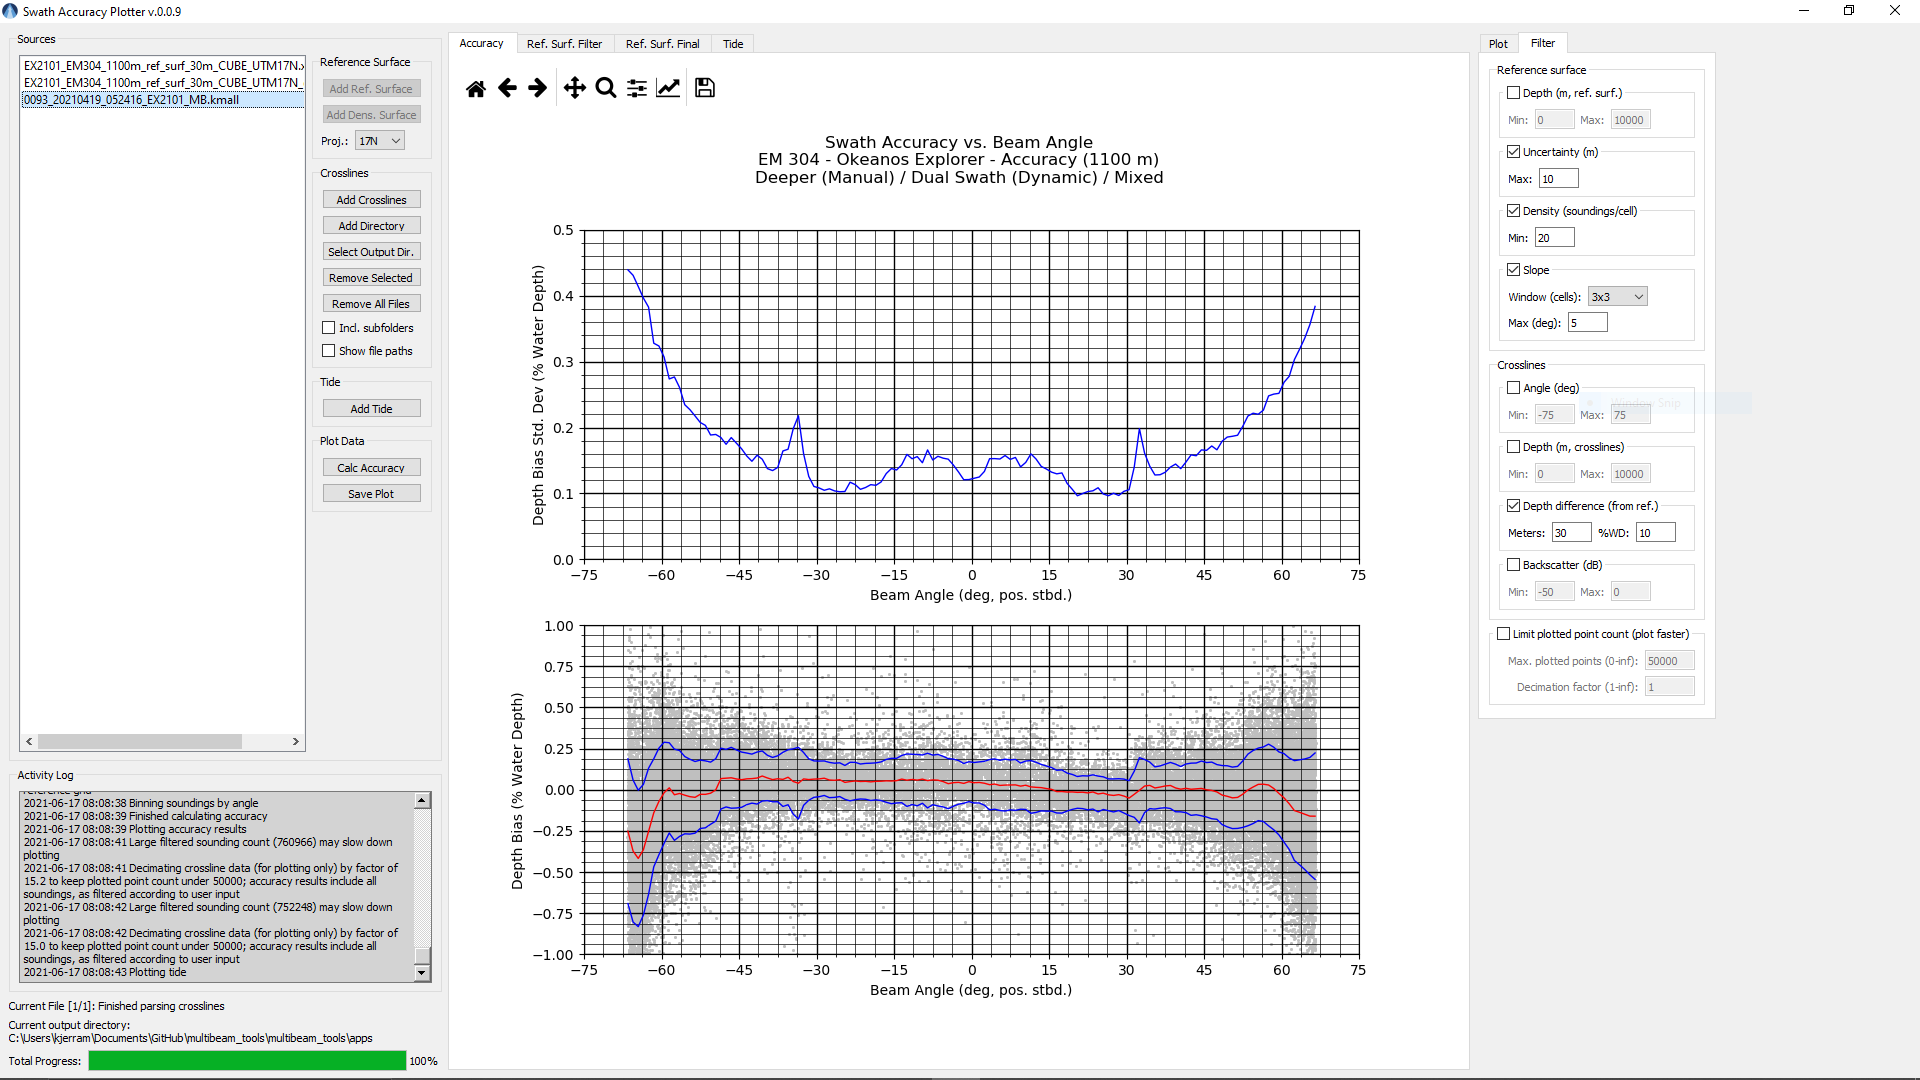 Swath Accuracy Plotter v.0.0.9
Sources
EX2101_EM304_1100m_ref_surf_30m_CUBE_UTM17N.x
EX2101_EM304_1100m_ref_surf_30m_CUBE_UTM17N_
0093_20210419_052416_EX2101_MB.kmall
Reference Surface
Add Ref. Surface
Add Dens. Surface
Proj.: 17N
Crosslines
Add Crosslines
Add Directory
Select Output Dir.
Remove Selected
Remove All Files
Incl. subfolders
Show file paths
Tide
Add Tide
Plot Data
Calc Accuracy
Save Plot
Activity Log
reference grid
2021-06-17 08:08:38 Binning soundings by angle
2021-06-17 08:08:39 Finished calculating accuracy
2021-06-17 08:08:39 Plotting accuracy results
2021-06-17 08:08:41 Large filtered sounding count (760966) may slow down
plotting
2021-06-17 08:08:41 Decimating crossline data (for plotting only) by factor of
15.2 to keep plotted point count under 50000; accuracy results include all
soundings, as filtered according to user input
2021-06-17 08:08:42 Large filtered sounding count (752248) may slow down
plotting
2021-06-17 08:08:42 Decimating crossline data (for plotting only) by factor of
15.0 to keep plotted point count under 50000; accuracy results include all
soundings, as filtered according to user input
2021-06-17 08:08:43 Plotting tide
Current File [1/1]: Finished parsing crosslines
Current output directory:
C:\Users\kjerram\Documents\GitHub\multibeam_tools\multibeam_tools\apps
Total Progress: 100%
Accuracy Ref. Surf. Filter Ref. Surf. Final Tide
Swath Accuracy vs. Beam Angle
EM 304 - Okeanos Explorer - Accuracy (1100 m)
Deeper (Manual) / Dual Swath (Dynamic) / Mixed
Depth Bias Std. Dev (% Water Depth)
0.5
0.4
0.3
0.2
0.1
0.0
−75 −60 −45 −30 −15 0 15 30 45 60 75
Beam Angle (deg, pos. stbd.)
Depth Bias (% Water Depth)
1.00
0.75
0.50
0.25
0.00
−0.25
−0.50
−0.75
−1.00
−75 −60 −45 −30 −15 0 15 30 45 60 75
Beam Angle (deg, pos. stbd.)
Plot Filter
Reference surface
Depth (m, ref. surf.)
Min: 0 Max: 10000
Uncertainty (m)
Max: 10
Density (soundings/cell)
Min: 20
Slope
Window (cells): 3x3
Max (deg): 5
Crosslines
Angle (deg)
Window Snip
Min: -75 Max: 75
Depth (m, crosslines)
Min: 0 Max: 10000
Depth difference (from ref.)
Meters: 30 %WD: 10
Backscatter (dB)
Min: -50 Max: 0
Limit plotted point count (plot faster)
Max. plotted points (0-inf): 50000
Decimation factor (1-inf): 1